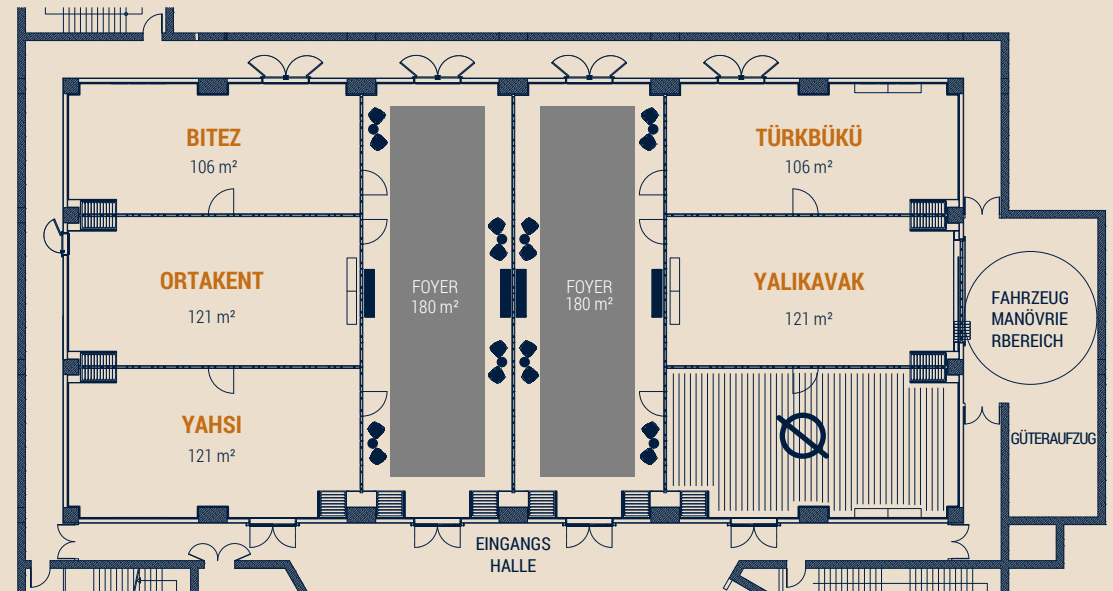 BITEZ
106 m²
TÜRKBÜKÜ
106 m²
ORTAKENT
121 m²
FOYER
180 m²
FOYER
180 m²
YALIKAVAK
121 m²
FAHRZEUG
MANÖVRIE
RBEREICH
YAHSI
121 m²
GÜTERAUFZUG
EINGANGS
HALLE